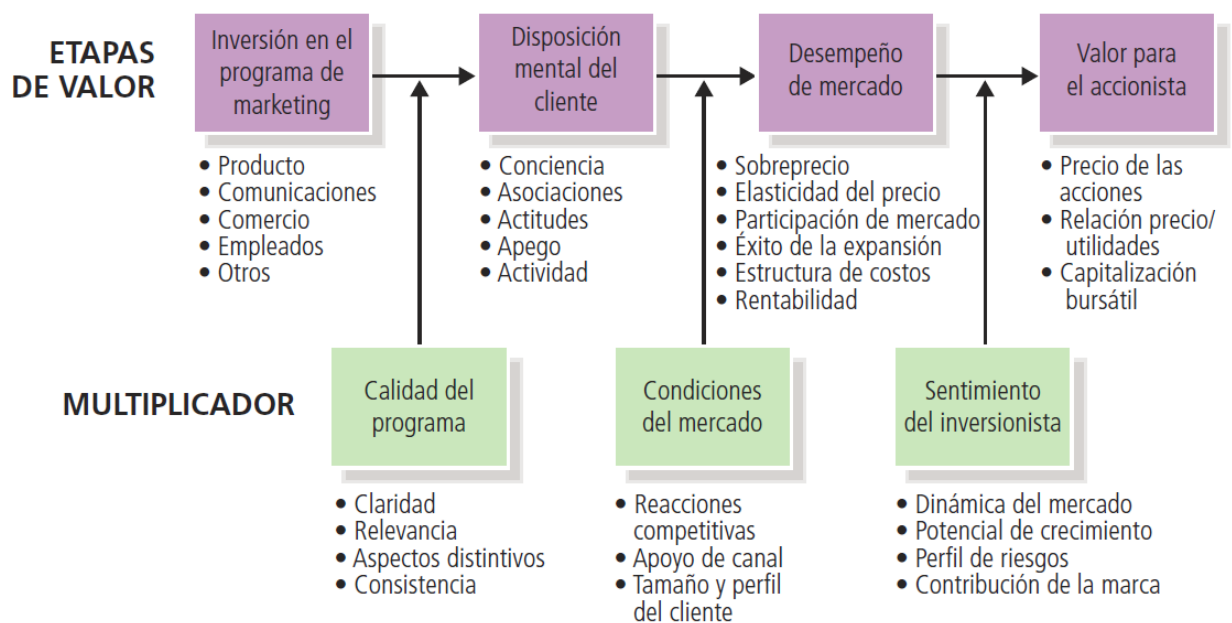 ETAPAS
DE VALOR
Inversión en el
programa de
marketing
Disposición
mental del
cliente
Desempeño
de mercado
Valor para
el accionista
• Producto
• Comunicaciones
• Comercio
• Empleados
• Otros
• Conciencia
• Asociaciones
• Actitudes
• Apego
• Actividad
• Sobreprecio
• Elasticidad del precio
• Participación de mercado
• Éxito de la expansión
• Estructura de costos
• Rentabilidad
• Precio de las
acciones
• Relación precio/
utilidades
• Capitalización
bursátil
MULTIPLICADOR
Calidad del
programa
Condiciones
del mercado
Sentimiento
del inversionista
• Claridad
• Relevancia
• Aspectos distintivos
• Consistencia
• Reacciones
competitivas
• Apoyo de canal
• Tamaño y perfil
del cliente
• Dinámica del mercado
• Potencial de crecimiento
• Perfil de riesgos
• Contribución de la marca